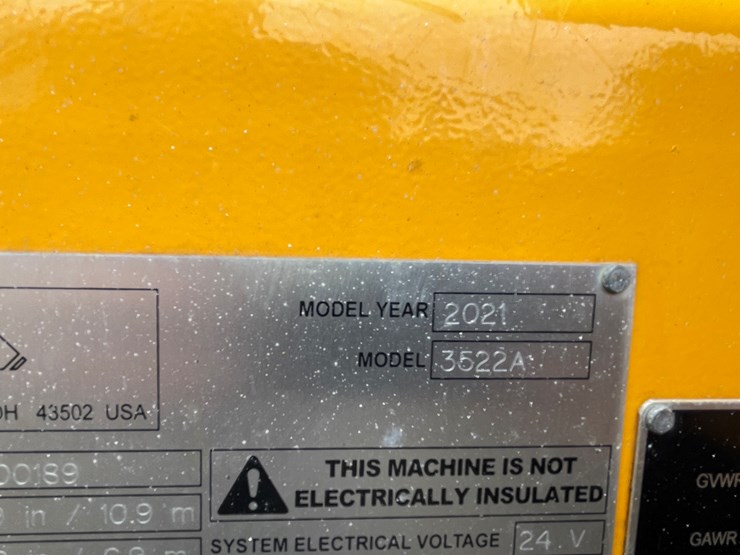 MODEL YEAR 2021
MODEL 3522A
OH 43502 USA
00189
THIS MACHINE IS NOT
ELECTRICALLY INSULATED
in / 10.9 m
SYSTEM ELECTRICAL VOLTAGE 24 V
GVWR
GAWR